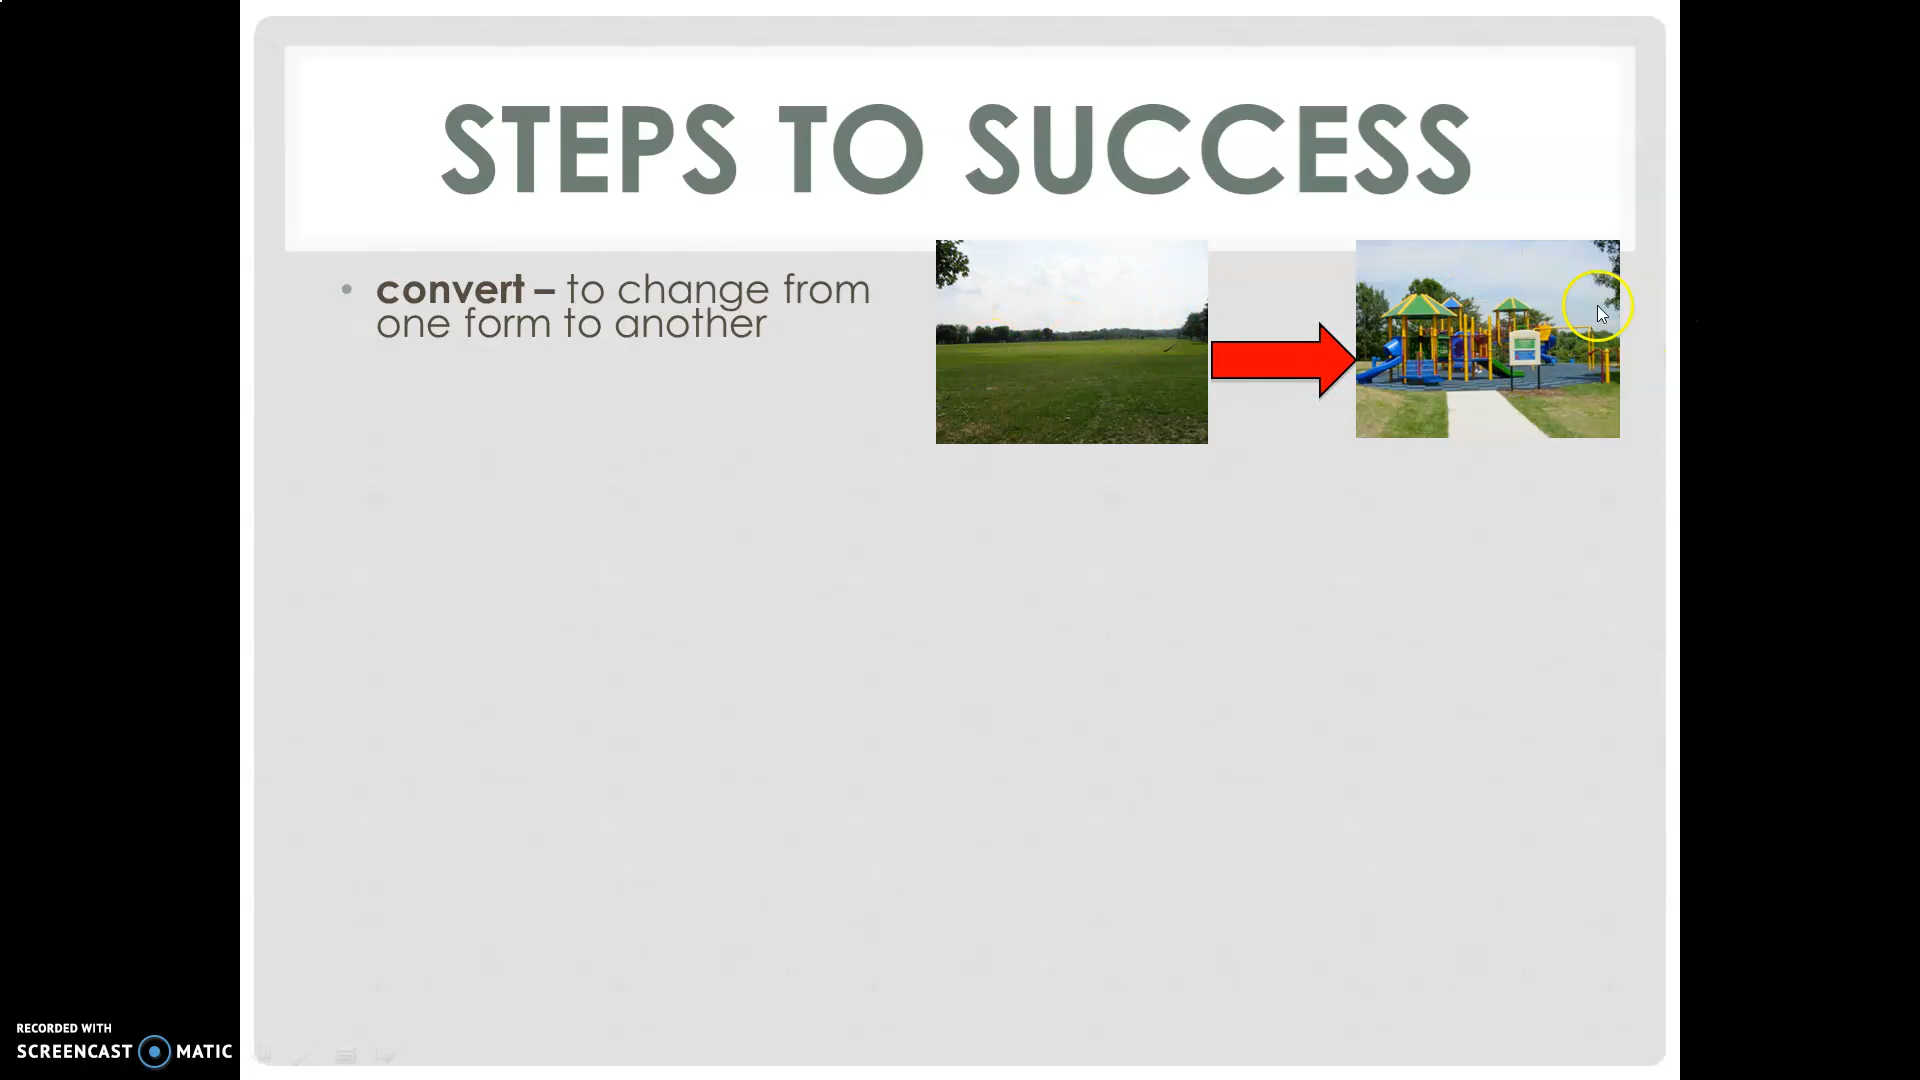 STEPS TO SUCCESS
• convert – to change from
one form to another
RECORDED WITH
SCREENCAST MATIC